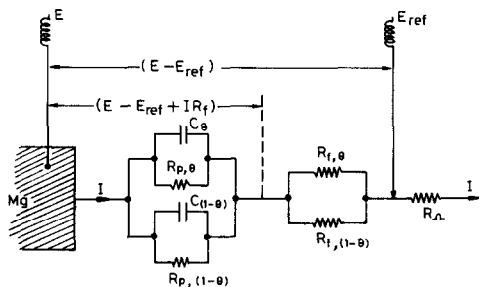 E
E_ref
(E - E_ref)
(E - E_ref + IR_f)
C_θ
R_p,θ
R_f,θ
Mg
I
C_(1-θ)
R_p,(1-θ)
R_f,(1-θ)
R_Ω
I